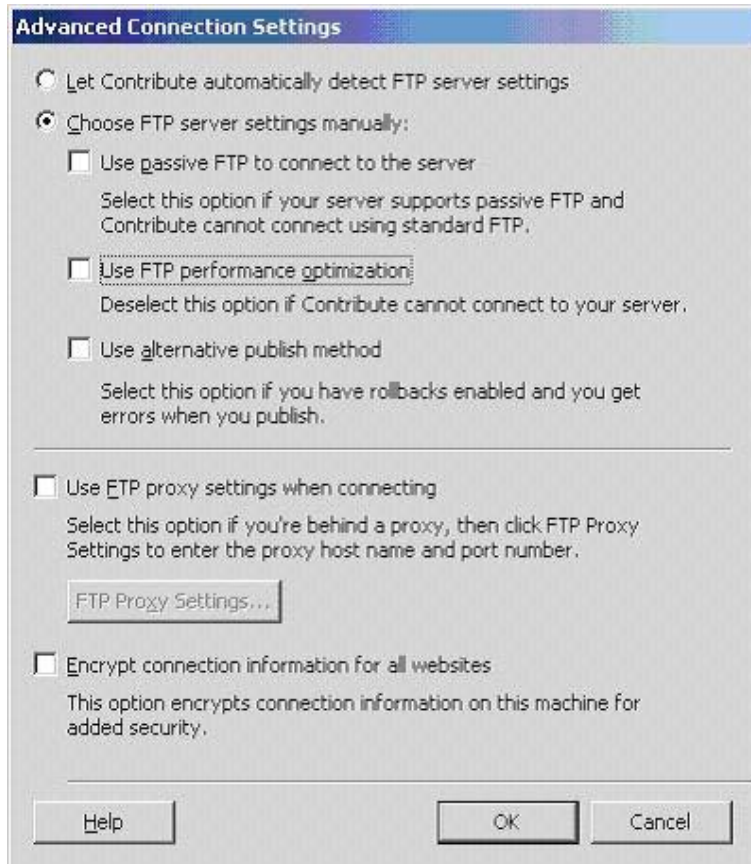 Advanced Connection Settings
Let Contribute automatically detect FTP server settings
Choose FTP server settings manually:
Use passive FTP to connect to the server
Select this option if your server supports passive FTP and
Contribute cannot connect using standard FTP.
Use FTP performance optimization
Deselect this option if Contribute cannot connect to your server.
Use alternative publish method
Select this option if you have rollbacks enabled and you get
errors when you publish.
Use FTP proxy settings when connecting
Select this option if you're behind a proxy, then click FTP Proxy
Settings to enter the proxy host name and port number.
FTP Proxy Settings...
Encrypt connection information for all websites
This option encrypts connection information on this machine for
added security.
Help OK Cancel